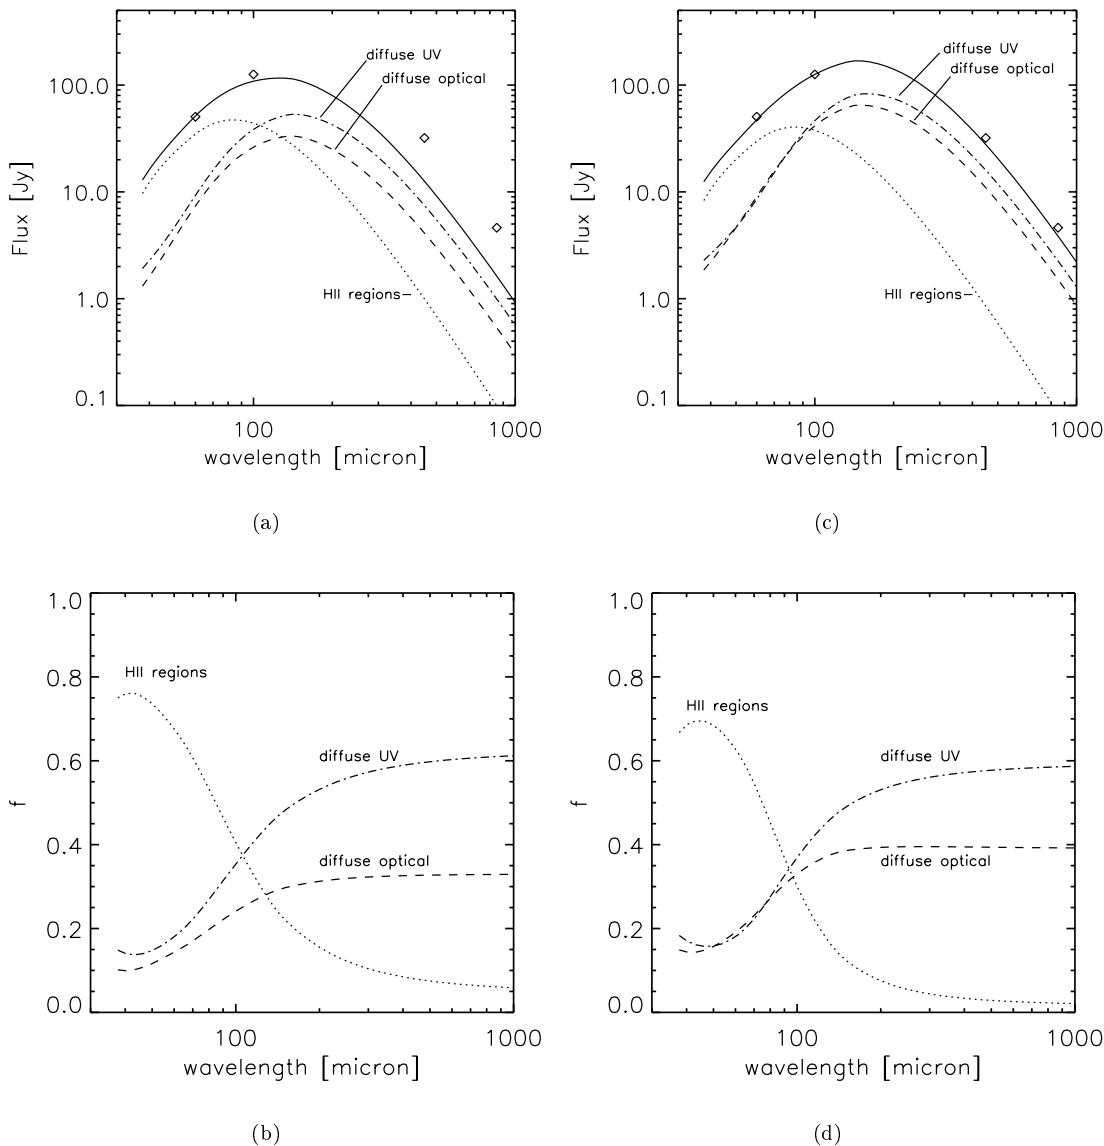 diffuse UV
diffuse optical
HII regions
100.0
10.0
1.0
0.1
Flux [Jy]
100
1000
wavelength [micron]
(a)
diffuse UV
diffuse optical
HII regions
100.0
10.0
1.0
0.1
Flux [Jy]
100
1000
wavelength [micron]
(c)
1.0
0.8
0.6
0.4
0.2
0.0
f
HII regions
diffuse UV
diffuse optical
100
1000
wavelength [micron]
(b)
1.0
0.8
0.6
0.4
0.2
0.0
f
HII regions
diffuse UV
diffuse optical
100
1000
wavelength [micron]
(d)